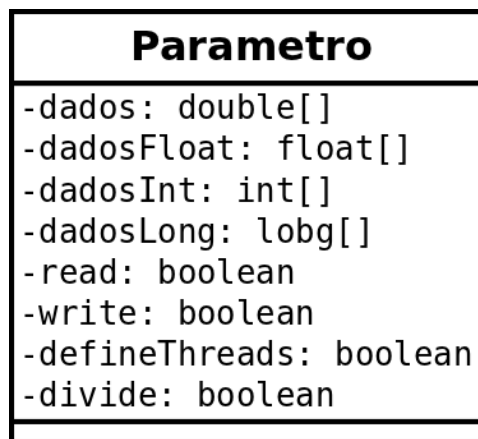 Parametro
-dados: double[]
-dadosFloat: float[]
-dadosInt: int[]
-dadosLong: lobg[]
-read: boolean
-write: boolean
-defineThreads: boolean
-divide: boolean